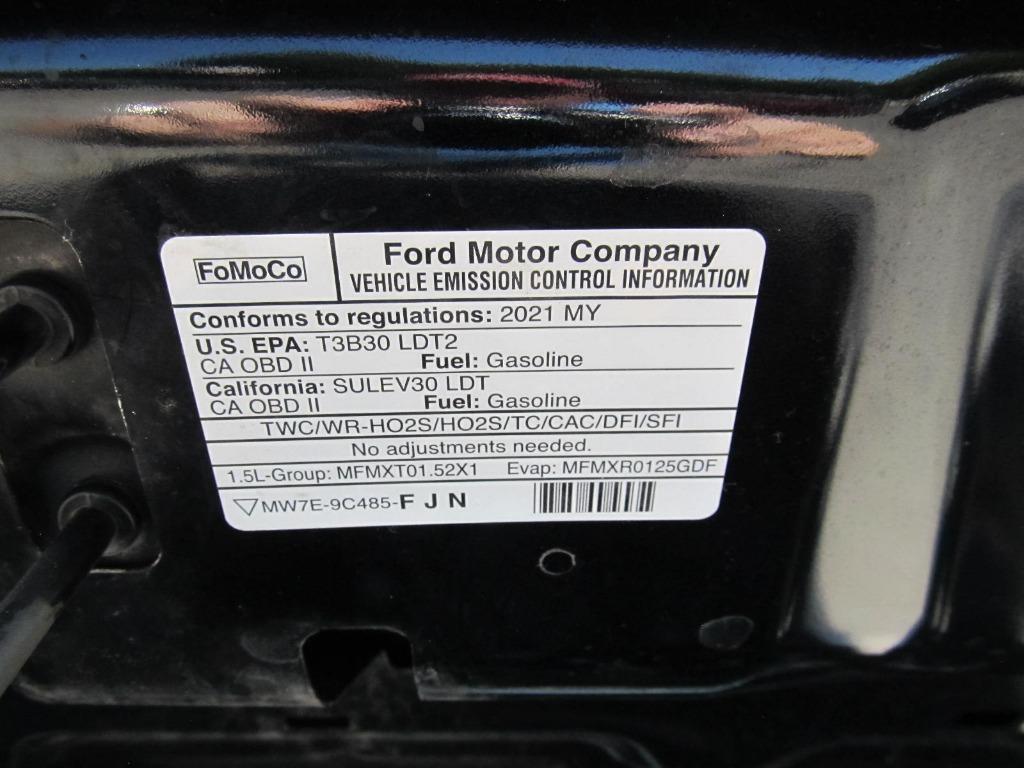 FoMoCo
Ford Motor Company
VEHICLE EMISSION CONTROL INFORMATION
Conforms to regulations: 2021 MY
U.S. EPA: T3B30 LDT2
CA OBD II Fuel: Gasoline
California: SULEV30 LDT
CA OBD II Fuel: Gasoline
TWC/WR-HO2S/HO2S/TC/CAC/DFI/SFI
No adjustments needed.
1.5L-Group: MFMXT01.52X1 Evap: MFMXR0125GDF
MW7E-9C485-F J N